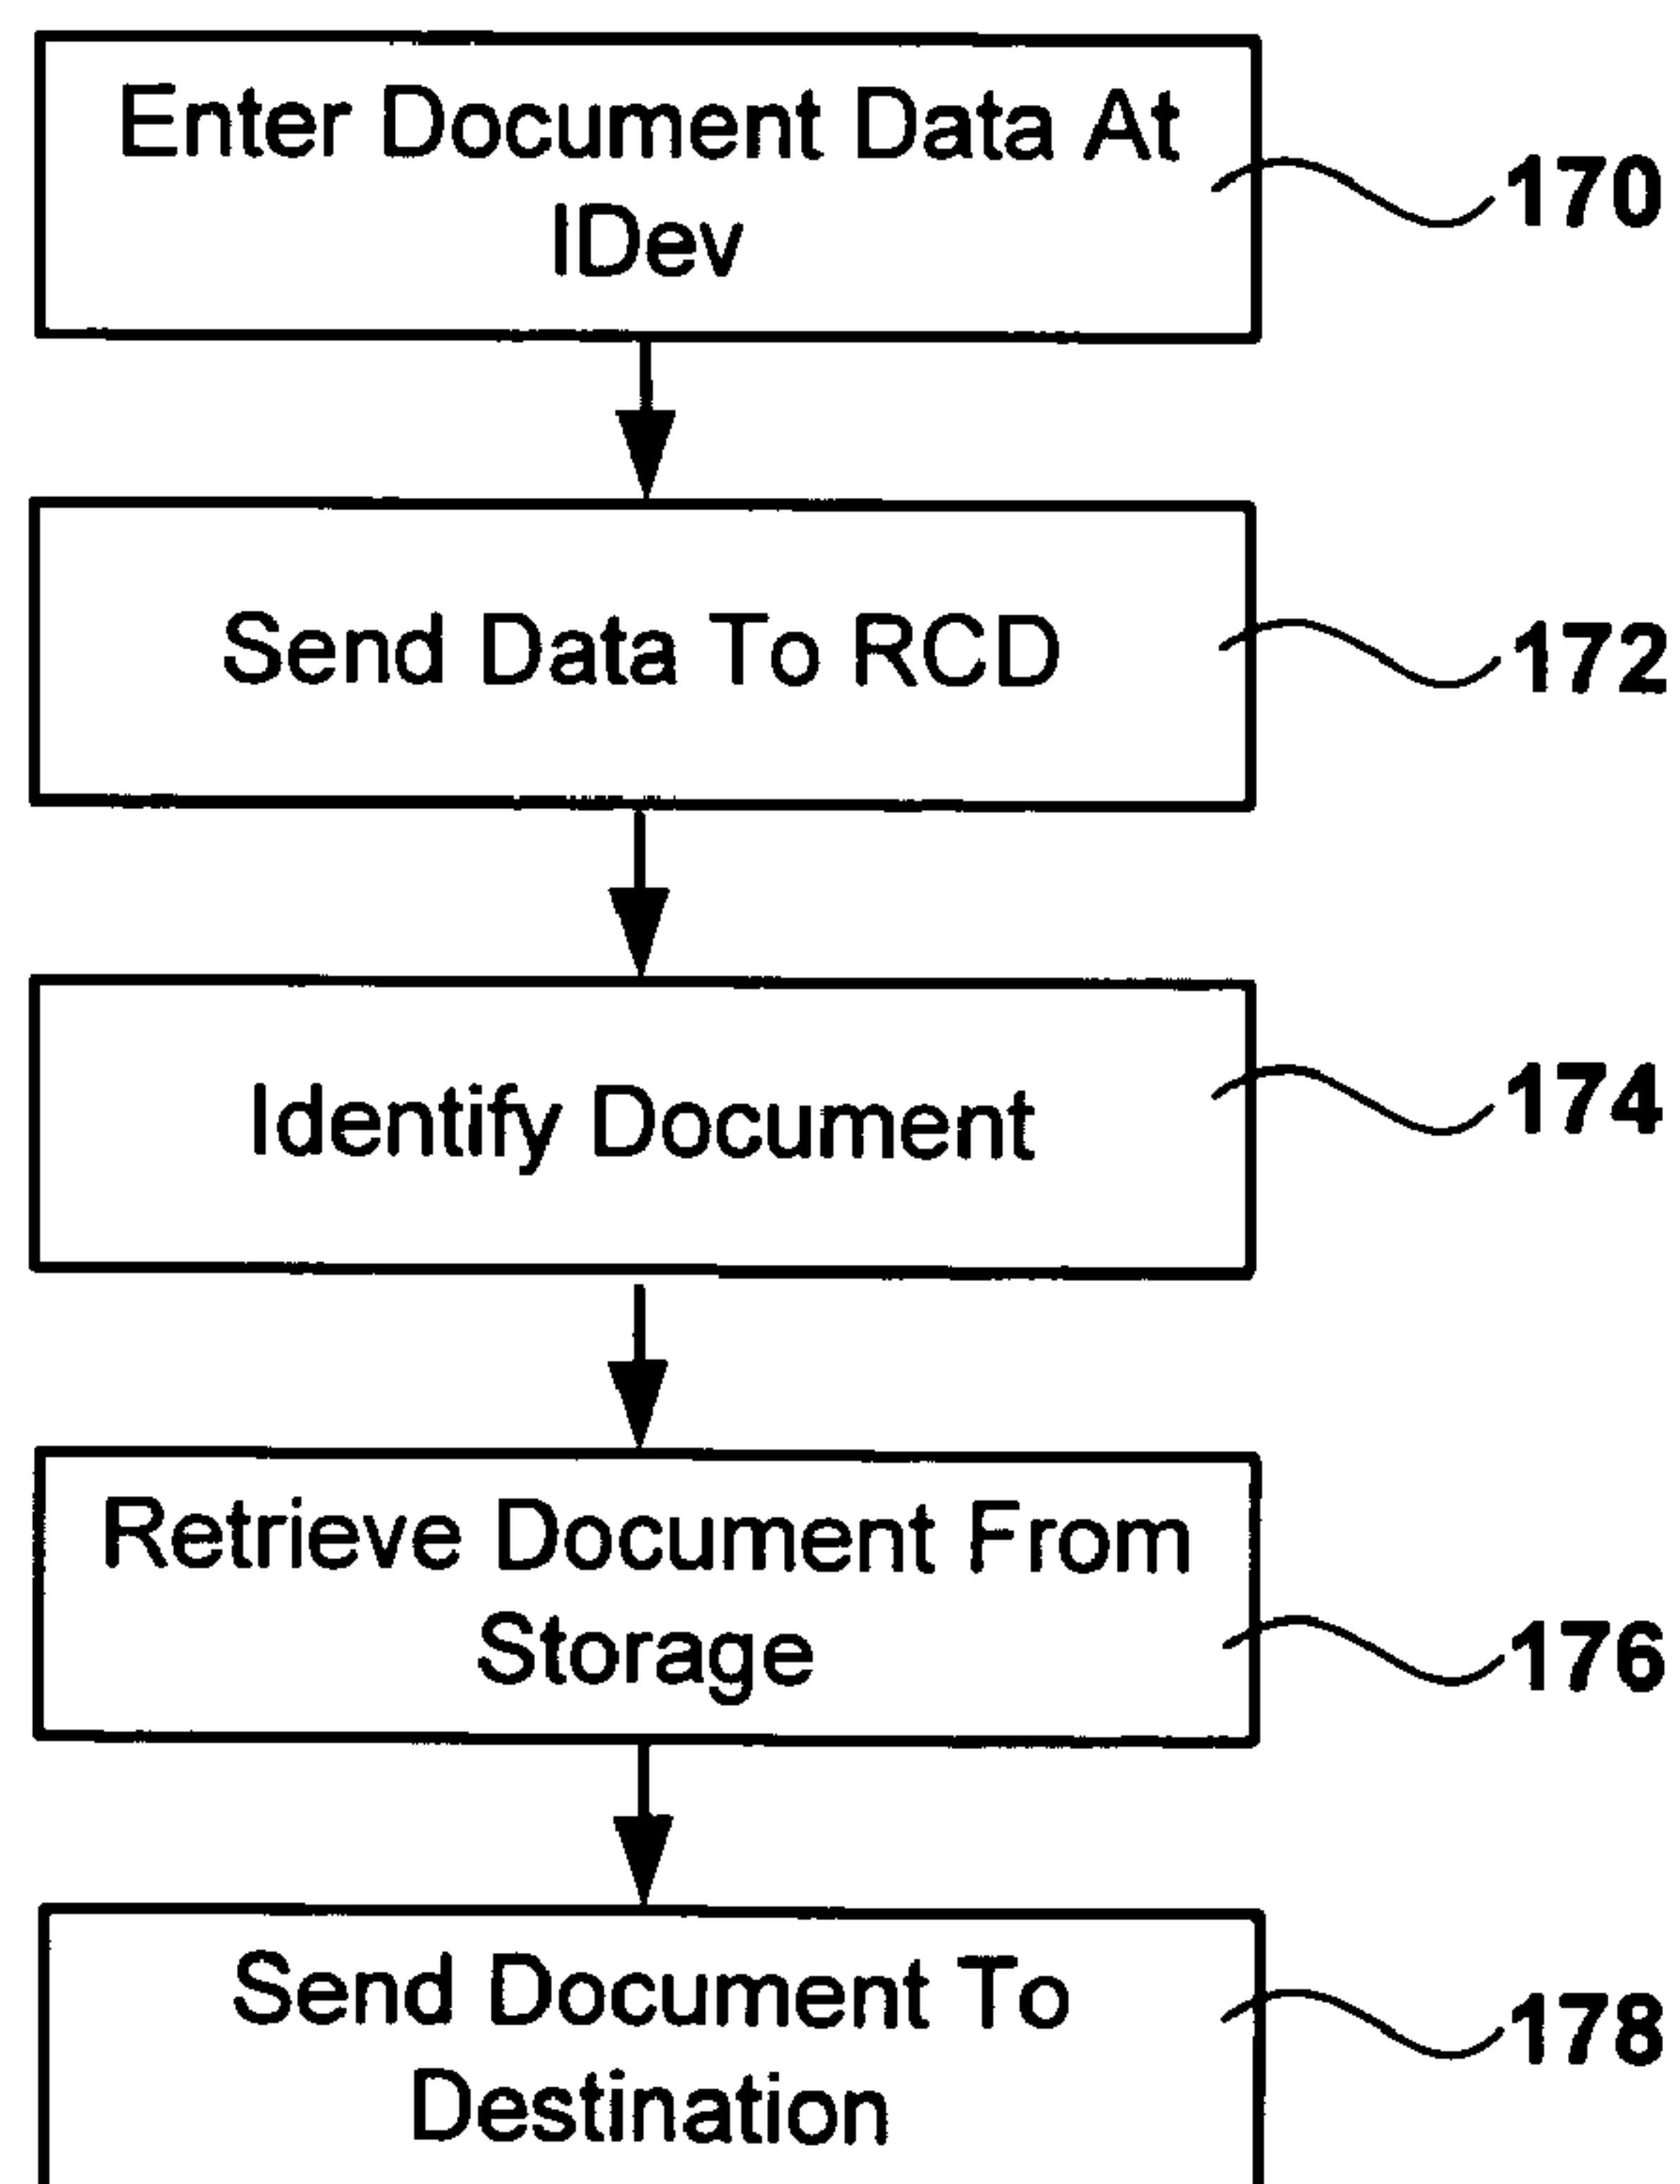 Enter Document Data At
IDev
170
Send Data To RCD
172
Identify Document
174
Retrieve Document From
Storage
176
Send Document To
Destination
178